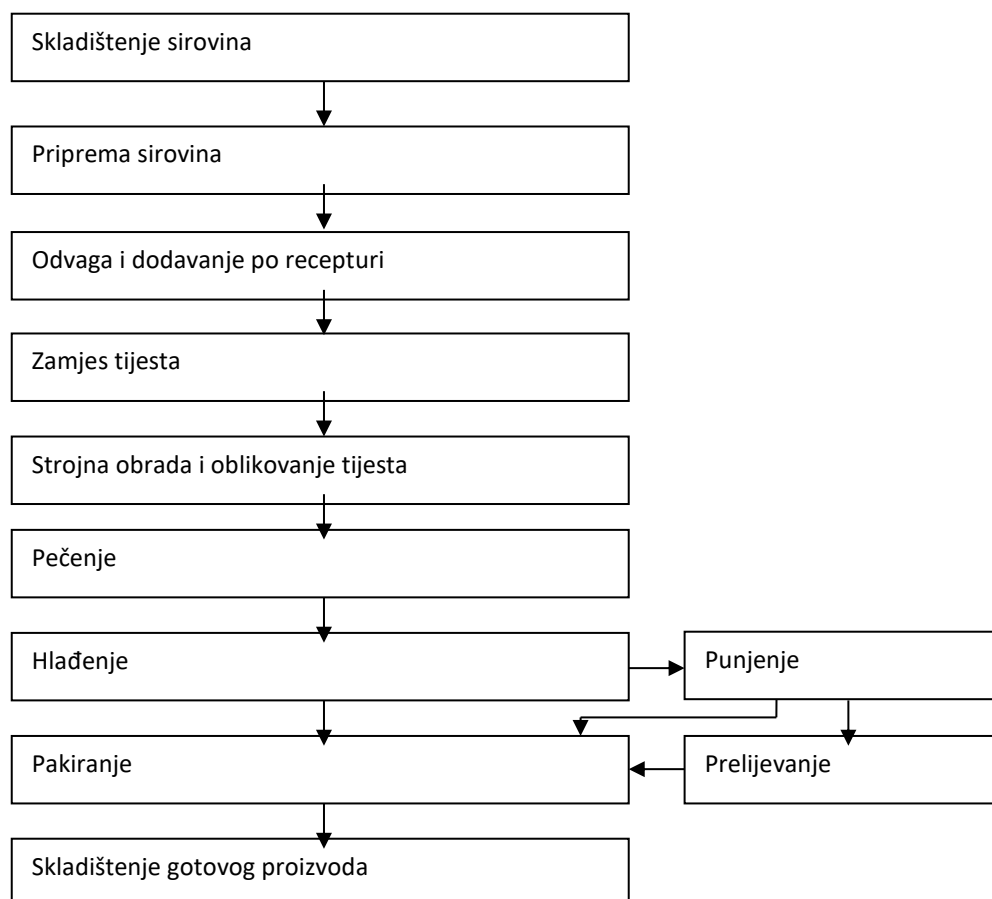 Skladištenje sirovina
Priprema sirovina
Odvaga i dodavanje po recepturi
Zamjes tijesta
Strojna obrada i oblikovanje tijesta
Pečenje
Hlađenje
Punjenje
Pakiranje
Prelijevanje
Skladištenje gotovog proizvoda